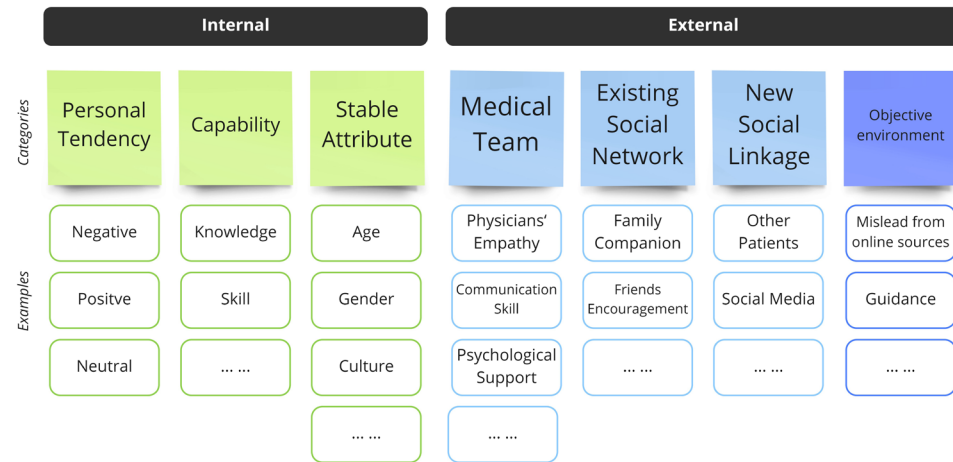 Internal
External
Categories
Personal
Tendency
Capability
Stable
Attribute
Medical
Team
Existing
Social
Network
New
Social
Linkage
Objective
environment
Examples
Negative
Knowledge
Age
Physicians'
Empathy
Family
Companion
Other
Patients
Mislead from
online sources
Positve
Skill
Gender
Communication
Skill
Friends
Encouragement
Social Media
Guidance
Neutral
... ...
Culture
Psychological
Support
... ...
... ...
... ...
... ...
... ...